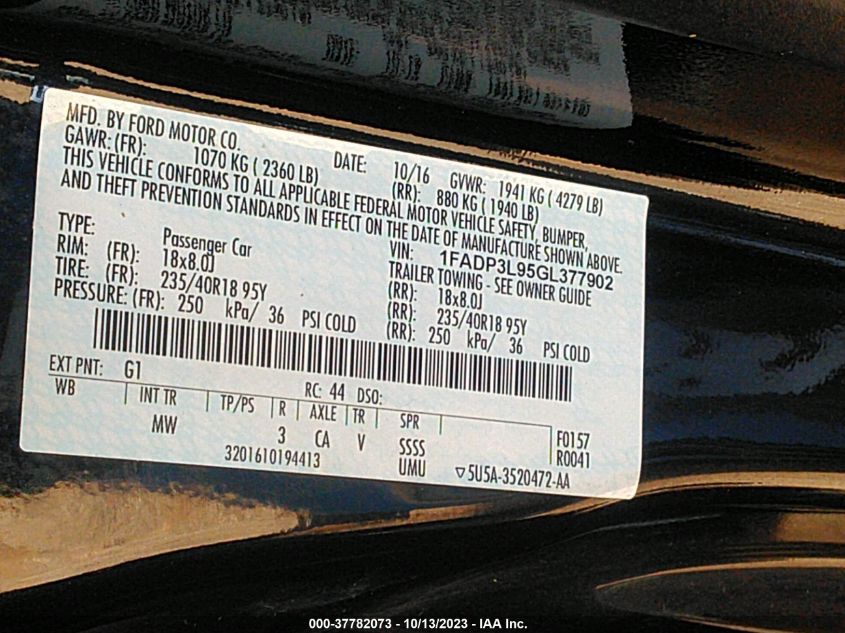 MFD. BY FORD MOTOR CO. DATE: 10/16 GVWR: 1941 KG ( 4279 LB)
GAWR: (FR): 1070 KG ( 2360 LB) (RR): 880 KG ( 1940 LB)
THIS VEHICLE CONFORMS TO ALL APPLICABLE FEDERAL MOTOR VEHICLE SAFETY, BUMPER,
AND THEFT PREVENTION STANDARDS IN EFFECT ON THE DATE OF MANUFACTURE SHOWN ABOVE.
VIN: 1FADP3L95GL377902
TYPE: Passenger Car TRAILER TOWING - SEE OWNER GUIDE
RIM: (FR): 18x8.0J (RR): 18x8.0J
TIRE: (FR): 235/40R18 95Y (RR): 235/40R18 95Y
PRESSURE: (FR): 250 kPa/ 36 PSI COLD (RR): 250 kPa/ 36 PSI COLD
EXT PNT: G1 RC: 44 DSO:
WB INT TR TP/PS R AXLE TR SPR F0157
MW 3 CA V SSSS R0041
3201610194413 UMU ▽5U5A-3520472-AA
000-37782073 - 10/13/2023 - IAA Inc.